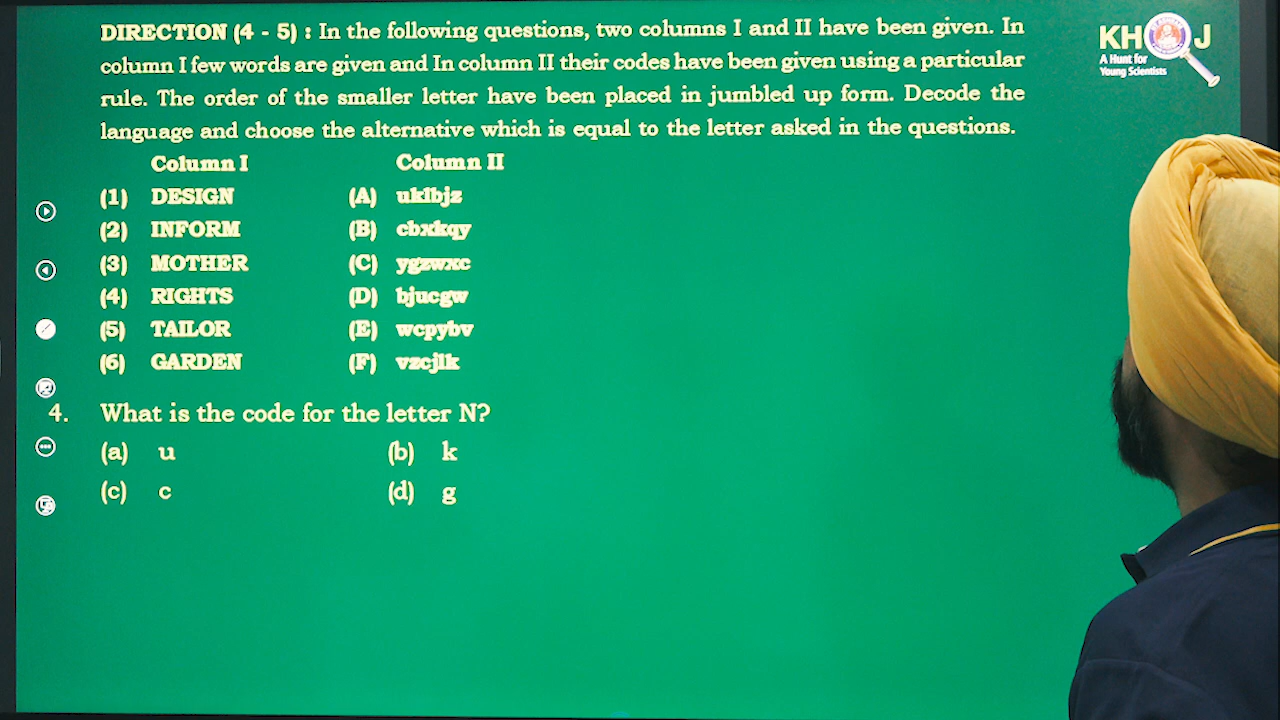 DIRECTION (4 - 5) : In the following questions, two columns I and II have been given. In
column I few words are given and In column II their codes have been given using a particular
rule. The order of the smaller letter have been placed in jumbled up form. Decode the
language and choose the alternative which is equal to the letter asked in the questions.
Column I Column II
(1) DESIGN (A) uklbjz
(2) INFORM (B) cbxkqy
(3) MOTHER (C) ygzwxc
(4) RIGHTS (D) bjucgw
(5) TAILOR (E) wcpybv
(6) GARDEN (F) vzcjlk
4. What is the code for the letter N?
(a) u (b) k
(c) c (d) g
KHOJ
A Hunt for
Young Scientists